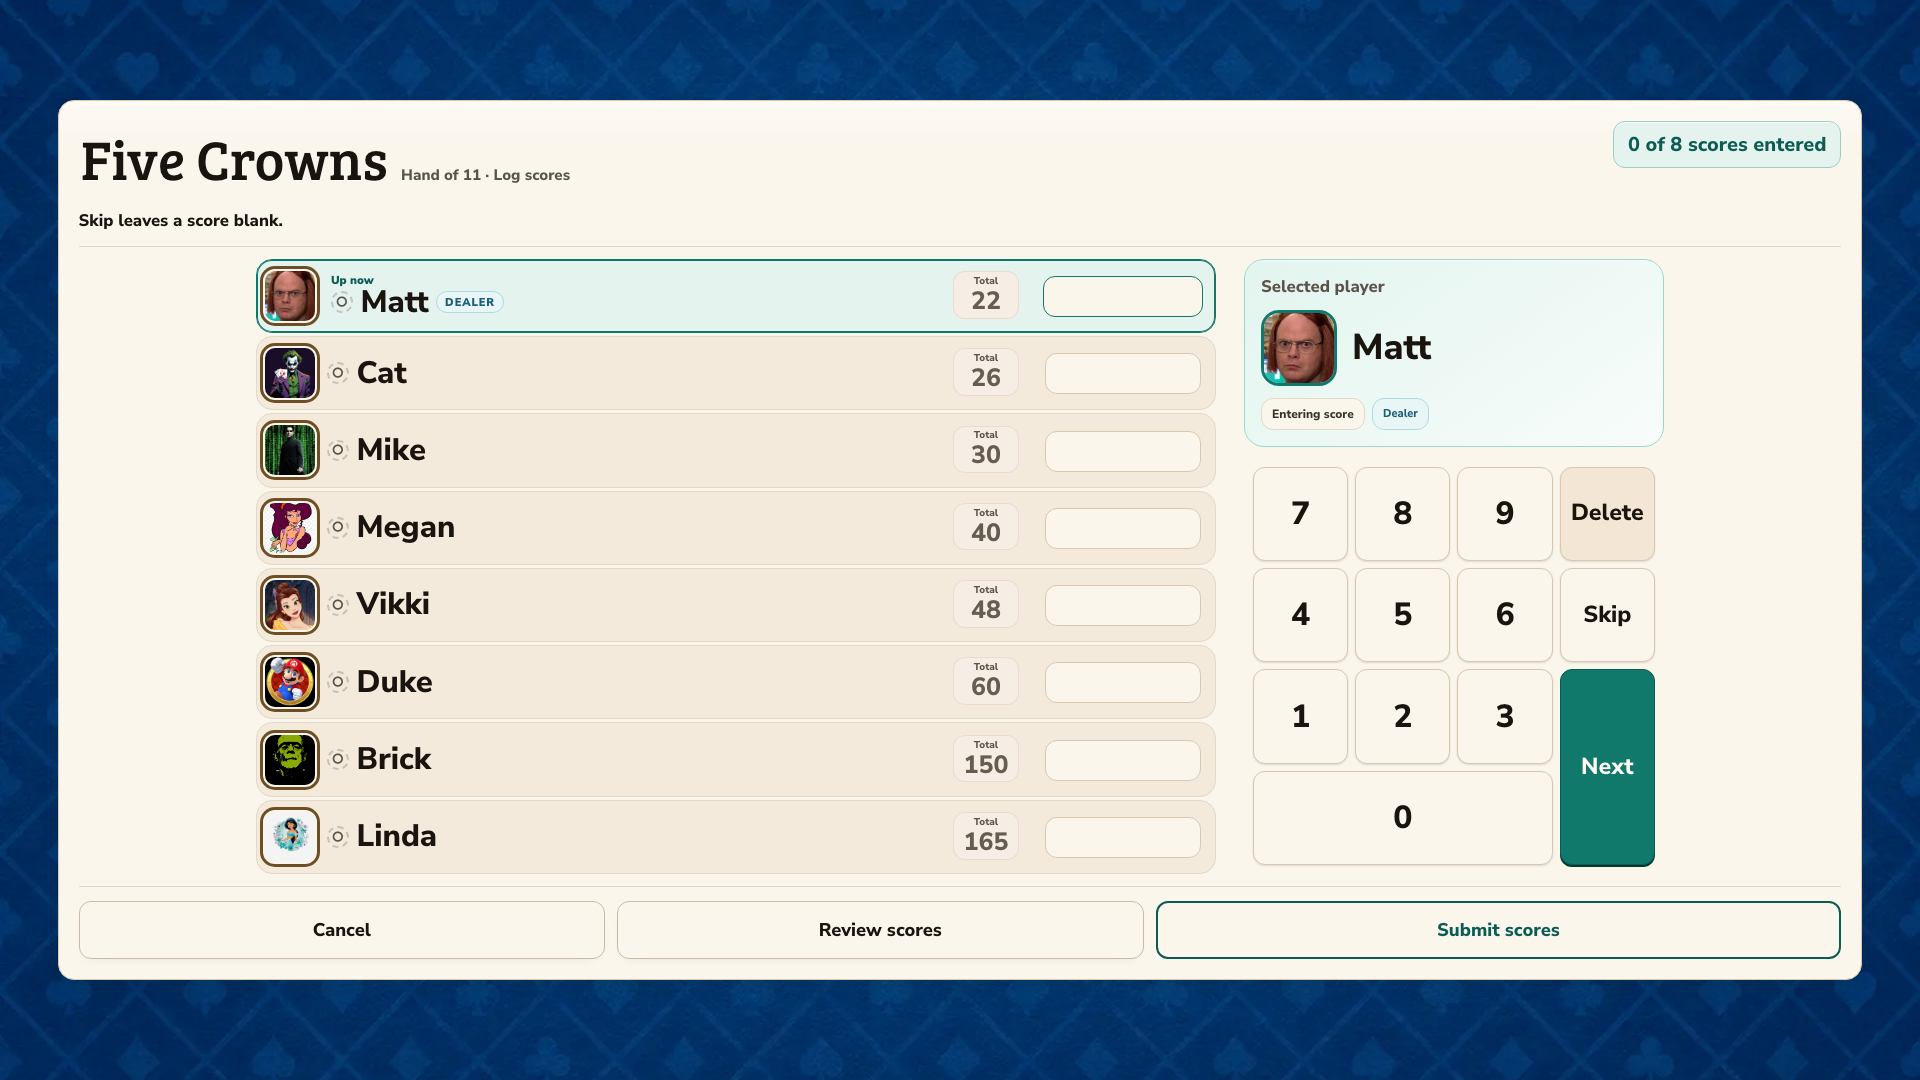 Five Crowns
Hand of 11 · Log scores
0 of 8 scores entered
Skip leaves a score blank.
Up now
Matt
DEALER
Total
22
Cat
Total
26
Mike
Total
30
Megan
Total
40
Vikki
Total
48
Duke
Total
60
Brick
Total
150
Linda
Total
165
Selected player
Matt
Entering score
Dealer
7
8
9
Delete
4
5
6
Skip
1
2
3
Next
0
Cancel
Review scores
Submit scores